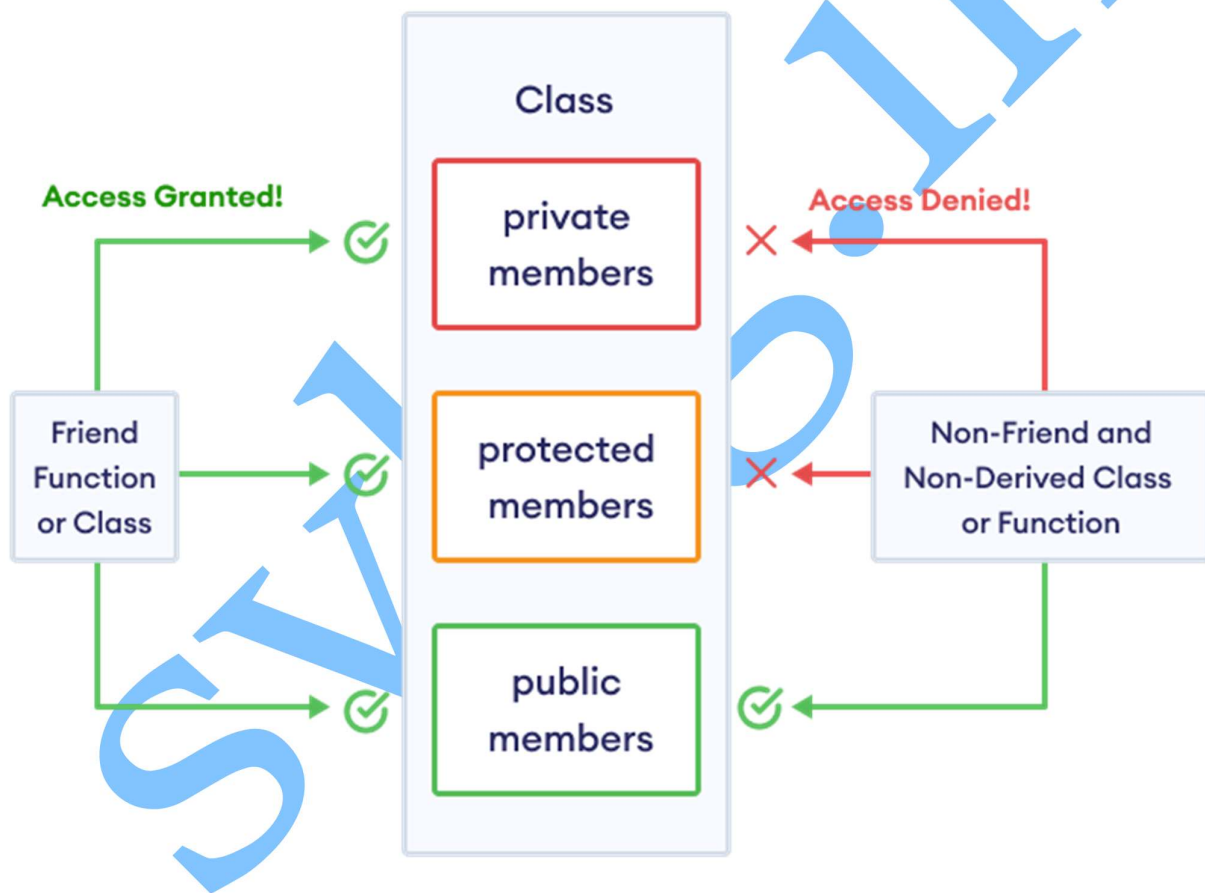 Class
Access Granted!
private
members
Access Denied!
Friend
Function
or Class
protected
members
Non-Friend and
Non-Derived Class
or Function
public
members